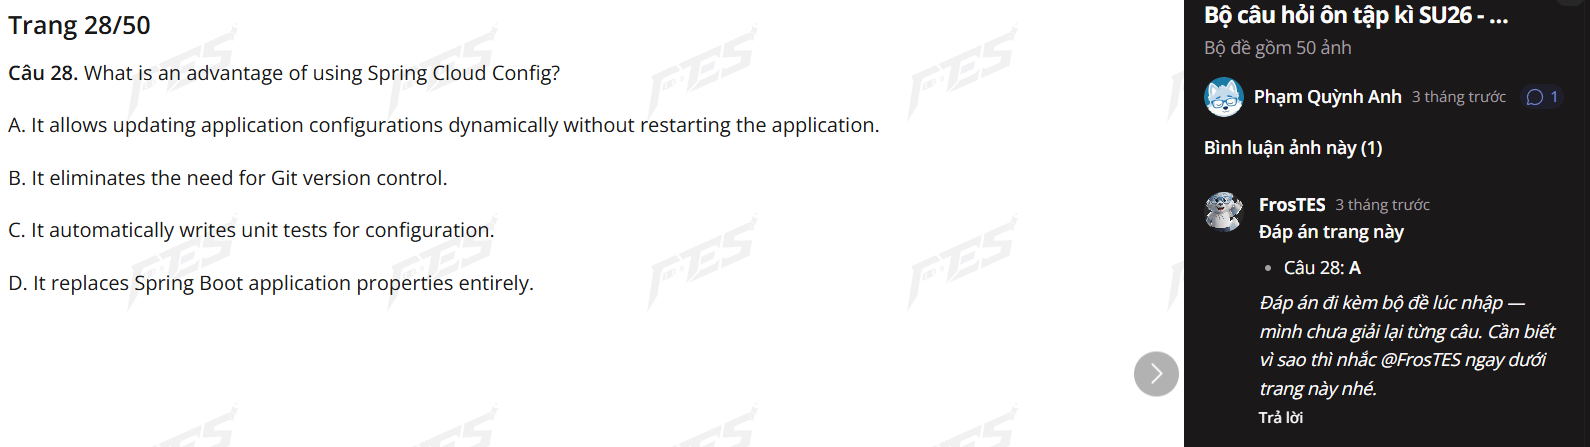 Trang 28/50
Câu 28. What is an advantage of using Spring Cloud Config?
A. It allows updating application configurations dynamically without restarting the application.
B. It eliminates the need for Git version control.
C. It automatically writes unit tests for configuration.
D. It replaces Spring Boot application properties entirely.
Bộ câu hỏi ôn tập kì SU26 - ...
Bộ đề gồm 50 ảnh
Phạm Quỳnh Anh 3 tháng trước 1
Bình luận ảnh này (1)
FrosTES 3 tháng trước
Đáp án trang này
• Câu 28: A
Đáp án đi kèm bộ đề lúc nhập —
mình chưa giải lại từng câu. Cần biết
vì sao thì nhắc @FrosTES ngay dưới
trang này nhé.
Trả lời